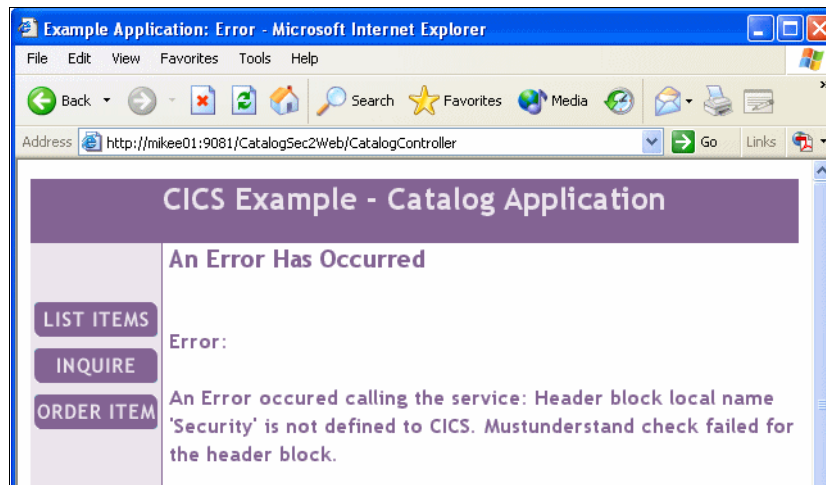 Example Application: Error - Microsoft Internet Explorer
File Edit View Favorites Tools Help
Back Search Favorites Media »
Address http://mikee01:9081/CatalogSec2Web/CatalogController Go Links
CICS Example - Catalog Application
An Error Has Occurred
LIST ITEMS
INQUIRE
ORDER ITEM
Error:
An Error occured calling the service: Header block local name
'Security' is not defined to CICS. Mustunderstand check failed for
the header block.